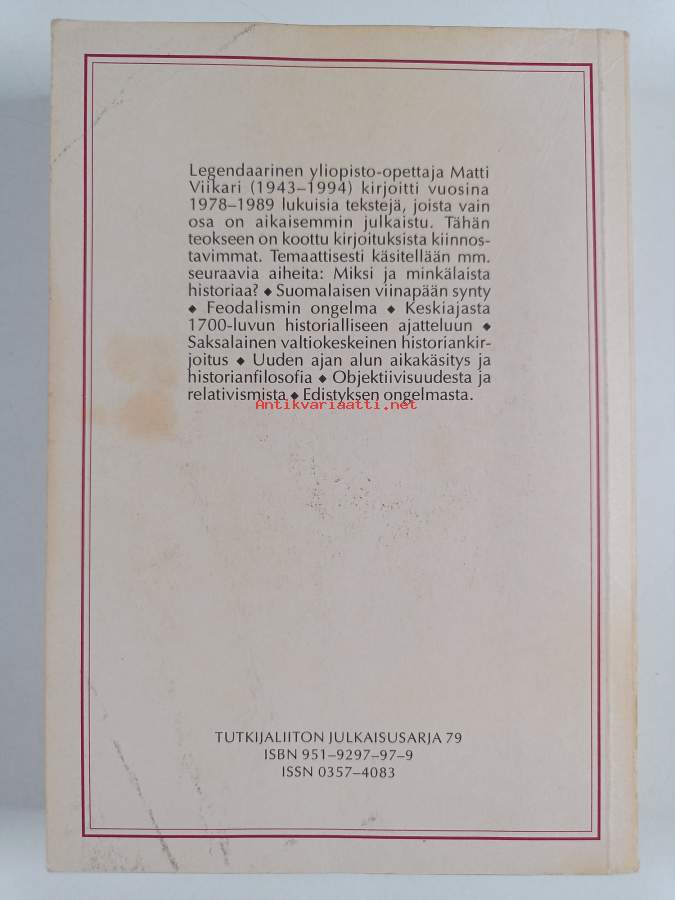 Legendaarinen yliopisto-opettaja Matti
Viikari (1943–1994) kirjoitti vuosina
1978–1989 lukuisia tekstejä, joista vain
osa on aikaisemmin julkaistu. Tähän
teokseen on koottu kirjoituksista kiinnos-
tavimmat. Temaattisesti käsitellään mm.
seuraavia aiheita: Miksi ja minkälaista
historiaa? ◆ Suomalaisen viinapään synty
◆ Feodalismin ongelma ◆ Keskiajasta
1700-luvun historialliseen ajatteluun ◆
Saksalainen valtiokeskeinen historiankir-
joitus ◆ Uuden ajan alun aikakäsitys ja
historianfilosofia ◆ Objektiivisuudesta ja
relativismista ◆ Edistyksen ongelmasta.
Antikvariaatti.net
TUTKIJALIITON JULKAISUSARJA 79
ISBN 951–9297–97–9
ISSN 0357–4083